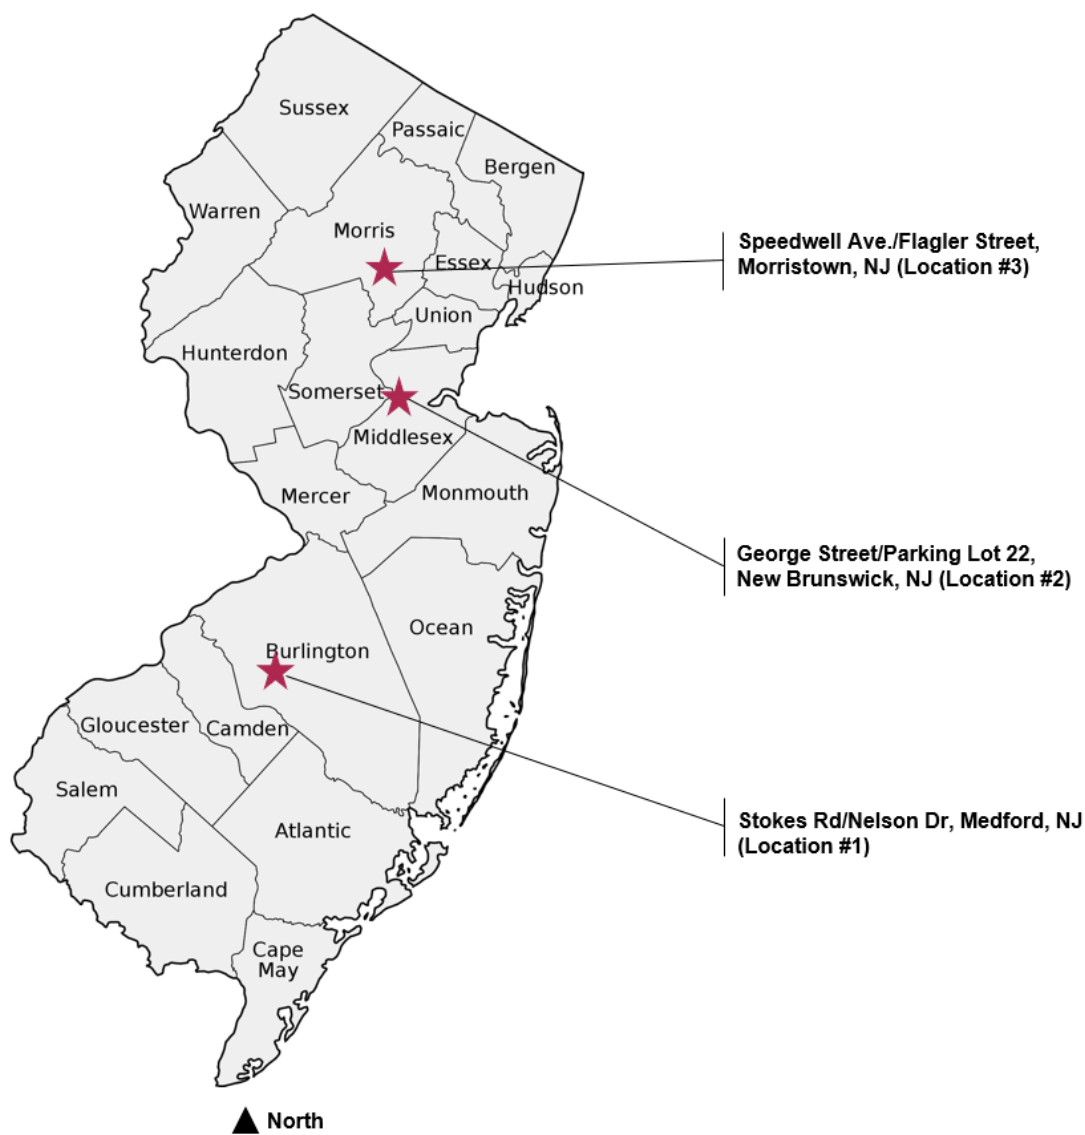 Sussex
Passaic
Bergen
Warren
Morris
Speedwell Ave./Flagler Street,
Morristown, NJ (Location #3)
Essex
Hudson
Union
Hunterdon
Somerset
Middlesex
Mercer
Monmouth
George Street/Parking Lot 22,
New Brunswick, NJ (Location #2)
Ocean
Burlington
Gloucester
Camden
Salem
Stokes Rd/Nelson Dr, Medford, NJ
(Location #1)
Atlantic
Cumberland
Cape
May
North